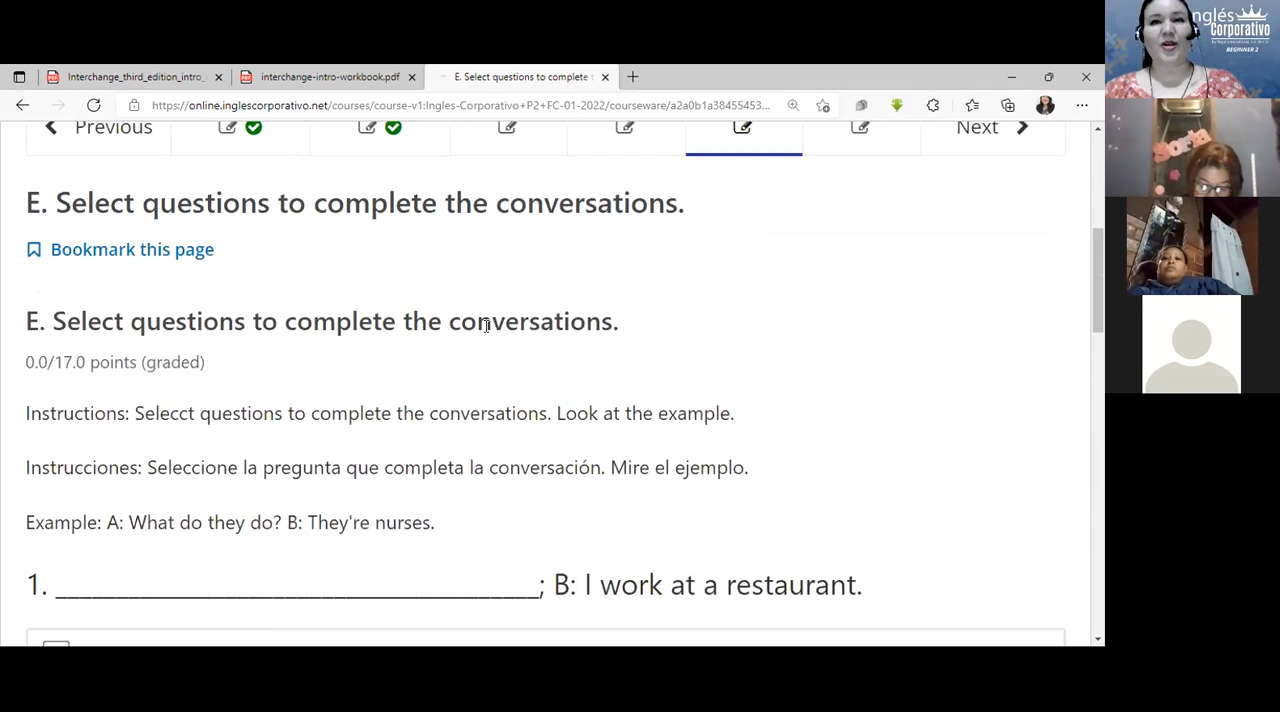 Interchange_third_edition_intro_
interchange-intro-workbook.pdf
E. Select questions to complete t
https://online.inglescorporativo.net/courses/course-v1:Ingles-Corporativo+P2+FC-01-2022/courseware/a2a0b1a38455453...
Previous
Next
E. Select questions to complete the conversations.
Bookmark this page
E. Select questions to complete the conversations.
0.0/17.0 points (graded)
Instructions: Selecct questions to complete the conversations. Look at the example.
Instrucciones: Seleccione la pregunta que completa la conversación. Mire el ejemplo.
Example: A: What do they do? B: They're nurses.
1. ________________________________; B: I work at a restaurant.
nglés
Corporativo
BEGINNER 2